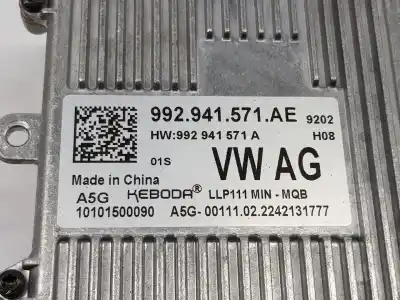 992.941.571.AE 9202
HW:992 941 571 A H08
01S VW AG
Made in China
A5G KEBODA® LLP111 MIN - MQB
10101500090 A5G-00111.02.2242131777